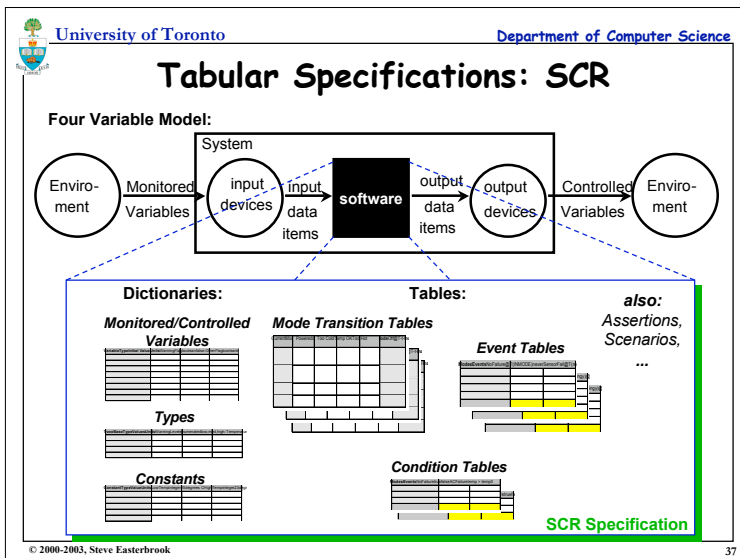 University of Toronto
Department of Computer Science
Tabular Specifications: SCR
Four Variable Model:
System
Enviro-
ment
Monitored
Variables
input
devices
input
data
items
software
output
data
items
output
devices
Controlled
Variables
Enviro-
ment
Dictionaries:
Tables:
also:
Assertions,
Scenarios,
...
Monitored/Controlled
Variables
Mode Transition Tables
Event Tables
Types
Constants
Condition Tables
SCR Specification
© 2000-2003, Steve Easterbrook
37